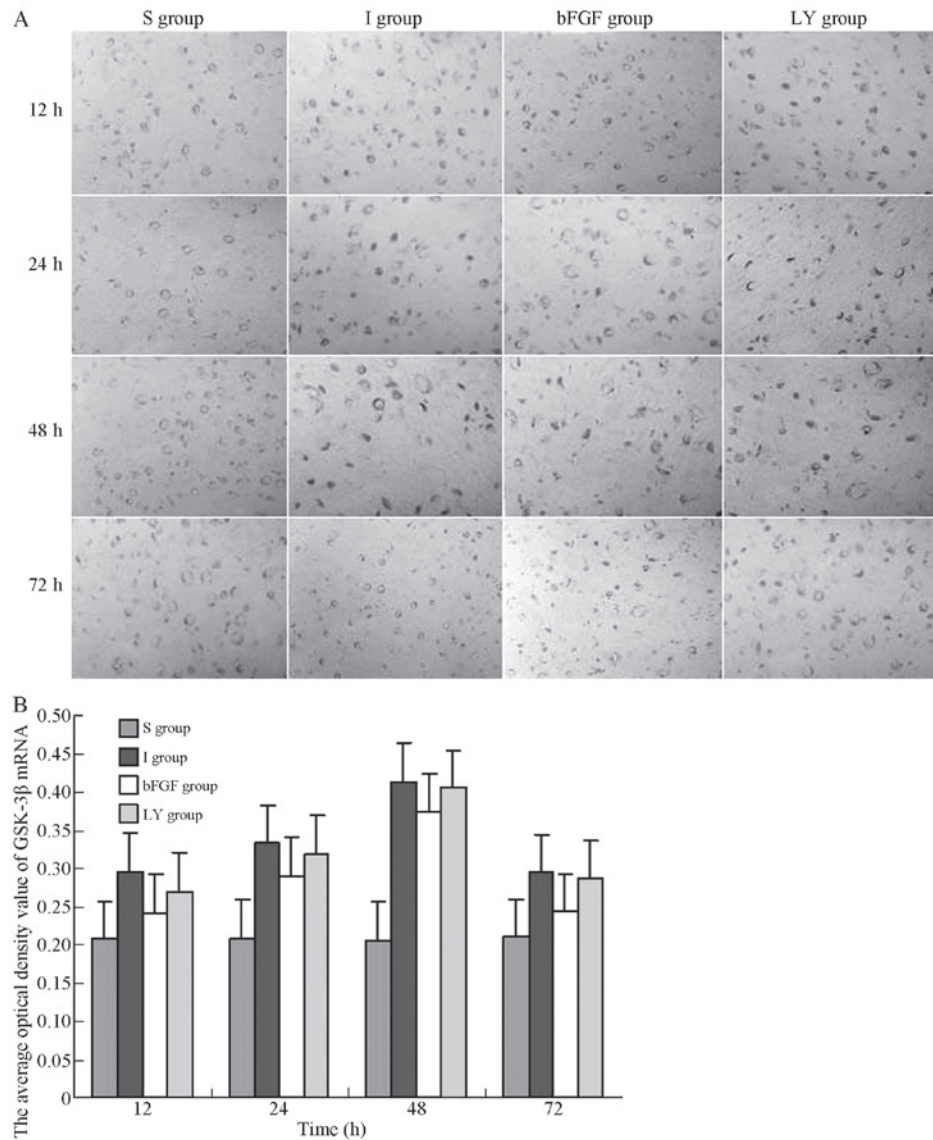 A
S group I group bFGF group LY group
12 h
24 h
48 h
72 h
B
The average optical density value of GSK-3β mRNA
0.50
0.45
0.40
0.35
0.30
0.25
0.20
0.15
0.10
0.05
0
S group
I group
bFGF group
LY group
12 24 48 72
Time (h)